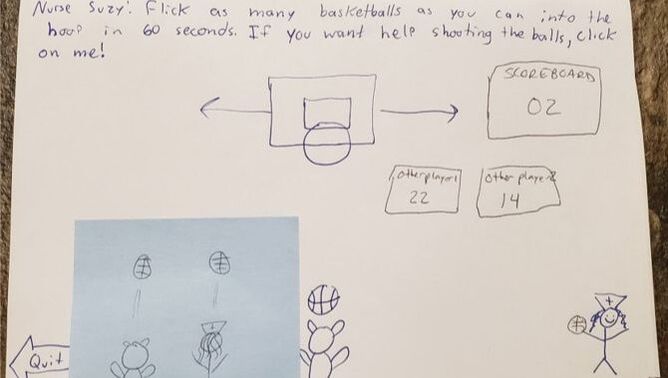 Nurse Suzy: Flick as many basketballs as you can into the
hoop in 60 seconds. If you want help shooting the balls, click
on me!
SCOREBOARD
02
Other player 1
22
Other player 2
14
Quit